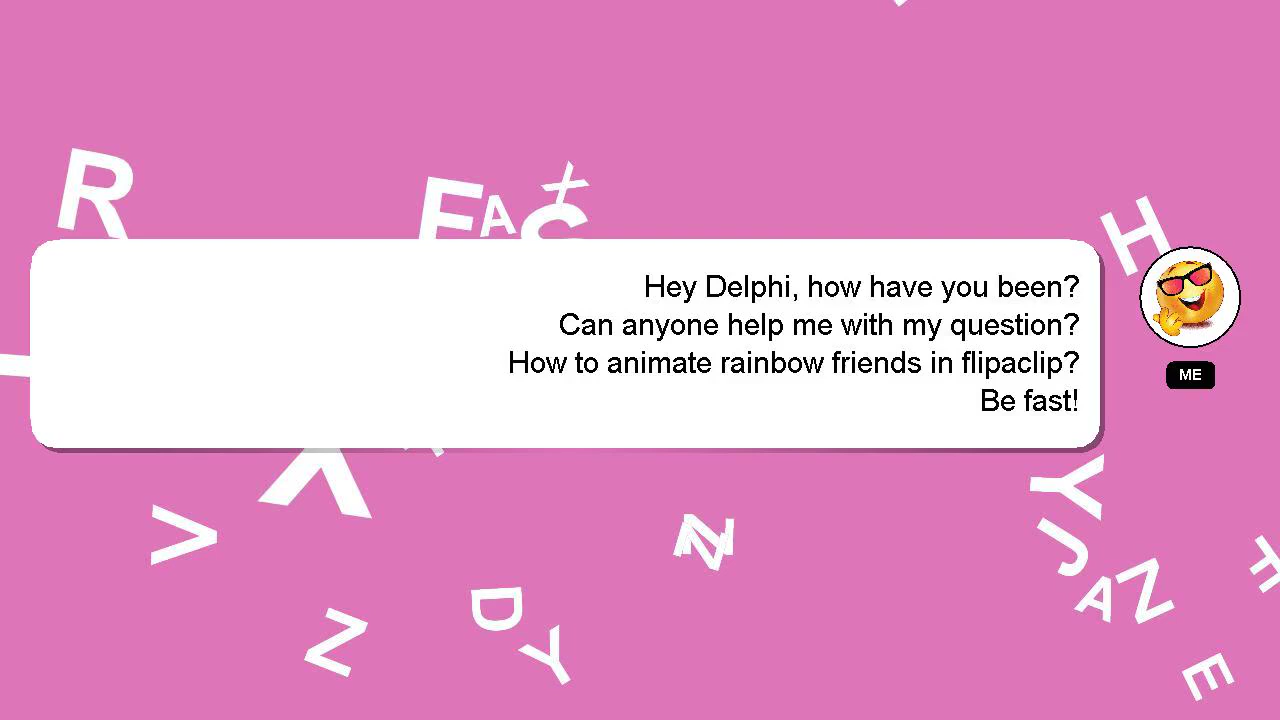 R
F
A
X
S
H
Hey Delphi, how have you been?
Can anyone help me with my question?
How to animate rainbow friends in flipaclip?
Be fast!
ME
X
Y
V
N
Z
J
A
Z
F
D
Y
Z
E